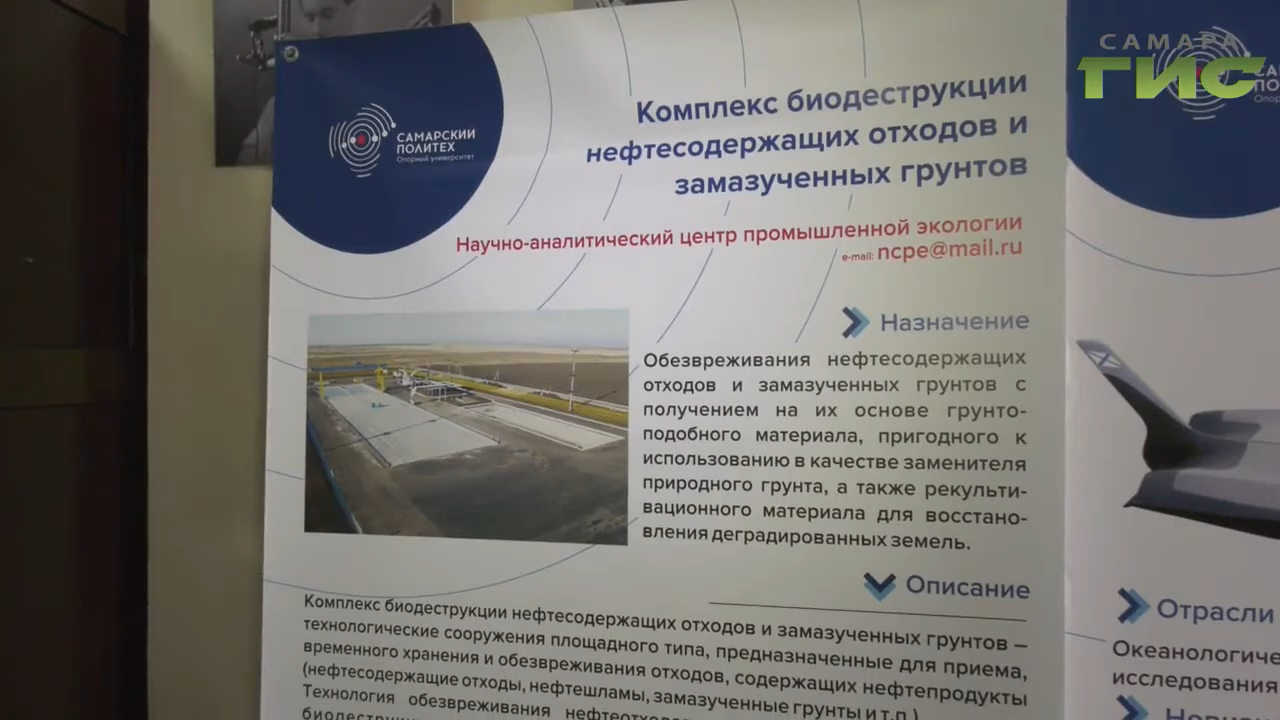 САМАРА
ГИС
САМАРСКИЙ
ПОЛИТЕХ
Опорный университет
Комплекс биодеструкции
нефтесодержащих отходов и
замазученных грунтов
Научно-аналитический центр промышленной экологии
e-mail: ncpe@mail.ru
Назначение
Обезвреживания нефтесодержащих
отходов и замазученных грунтов с
получением на их основе грунто-
подобного материала, пригодного к
использованию в качестве заменителя
природного грунта, а также рекульти-
вационного материала для восстано-
вления деградированных земель.
Описание
Комплекс биодеструкции нефтесодержащих отходов и замазученных грунтов –
технологические сооружения площадного типа, предназначенные для приема,
временного хранения и обезвреживания отходов, содержащих нефтепродукты
(нефтесодержащие отходы, нефтешламы, замазученные грунты и т.п.)
Технология обезвреживания
Отрасли
Океанологиче
исследования